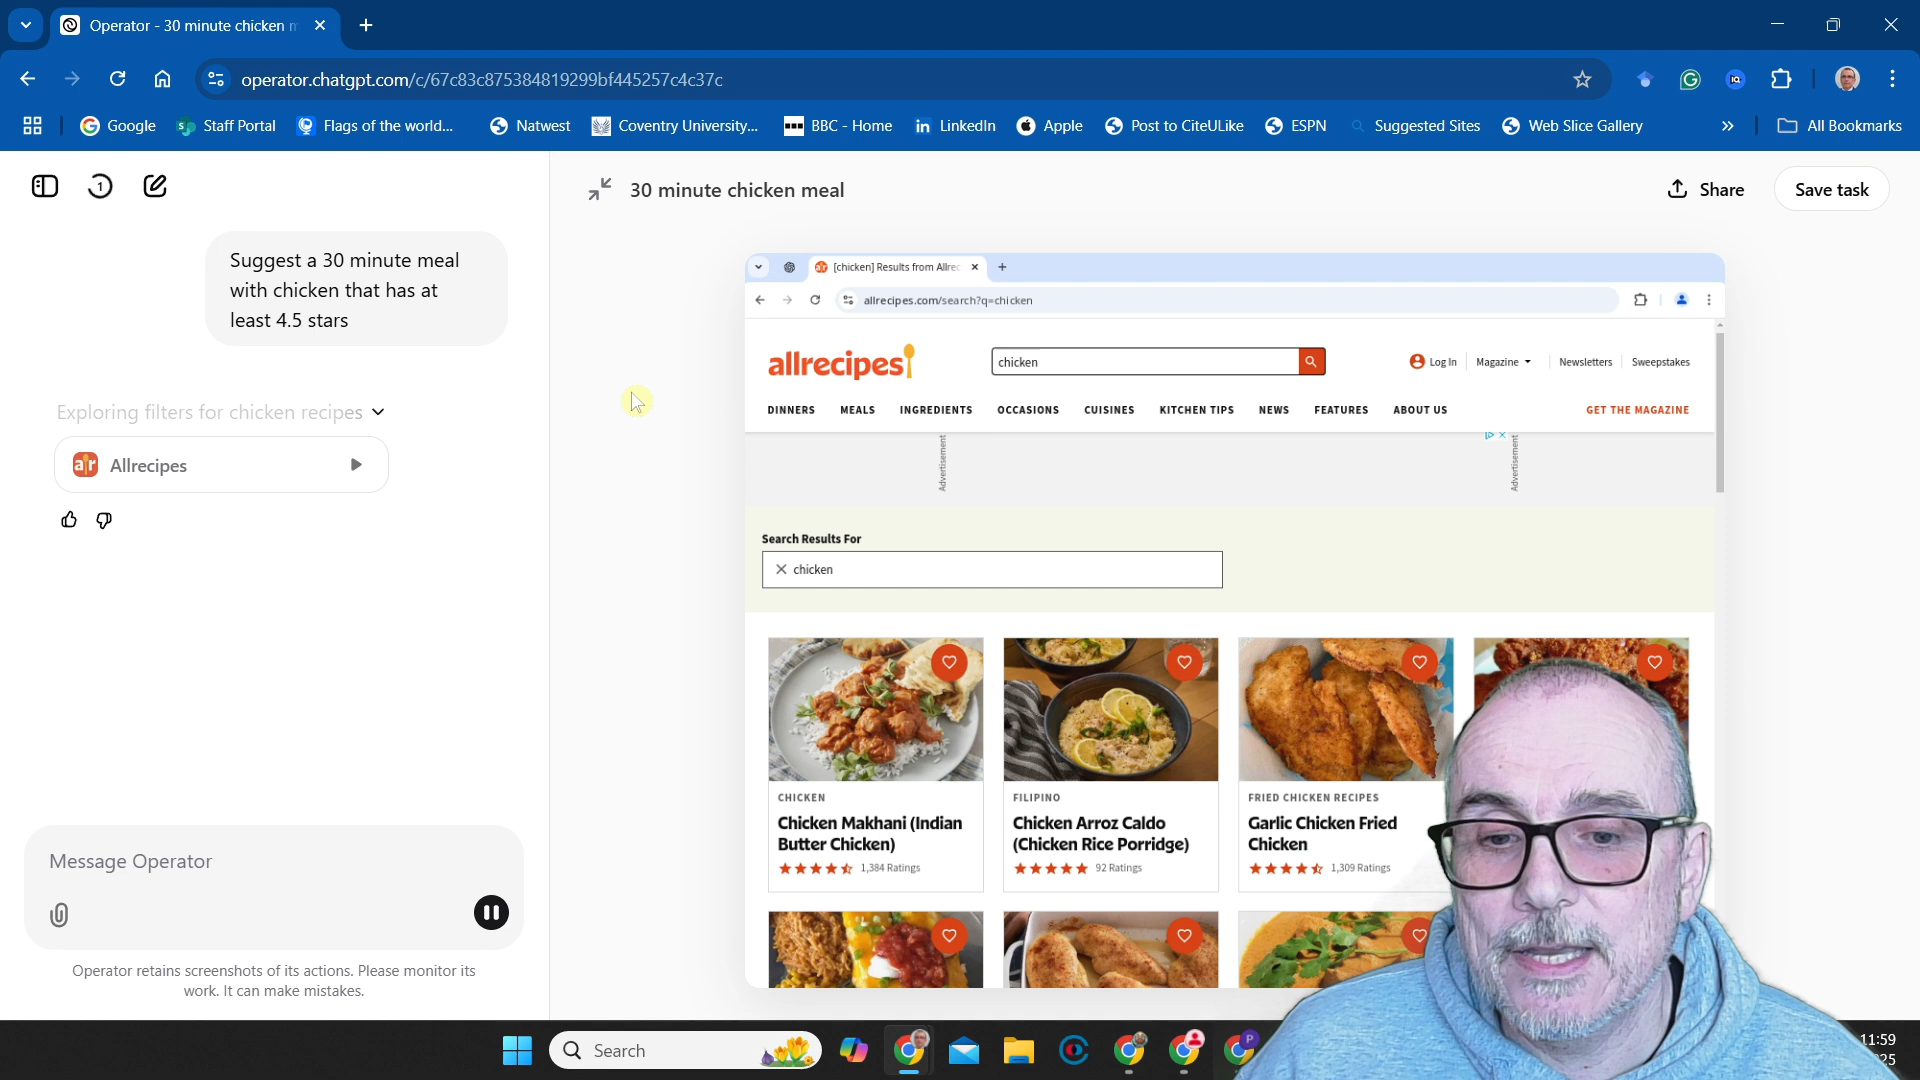 Operator - 30 minute chicken m
operator.chatgpt.com/c/67c83c875384819299bf445257c4c37c
Google
Staff Portal
Flags of the world...
Natwest
Coventry University...
BBC - Home
LinkedIn
Apple
Post to CiteULike
ESPN
Suggested Sites
Web Slice Gallery
All Bookmarks
1
30 minute chicken meal
Share
Save task
Suggest a 30 minute meal
with chicken that has at
least 4.5 stars
Exploring filters for chicken recipes
Allrecipes
Message Operator
Operator retains screenshots of its actions. Please monitor its
work. It can make mistakes.
[chicken] Results from Allrec
allrecipes.com/search?q=chicken
allrecipes
chicken
Log In
Magazine
Newsletters
Sweepstakes
DINNERS
MEALS
INGREDIENTS
OCCASIONS
CUISINES
KITCHEN TIPS
NEWS
FEATURES
ABOUT US
GET THE MAGAZINE
Advertisement
Advertisement
Search Results For
chicken
CHICKEN
Chicken Makhani (Indian
Butter Chicken)
1,384 Ratings
FILIPINO
Chicken Arroz Caldo
(Chicken Rice Porridge)
92 Ratings
FRIED CHICKEN RECIPES
Garlic Chicken Fried
Chicken
1,309 Ratings
Search
11:59